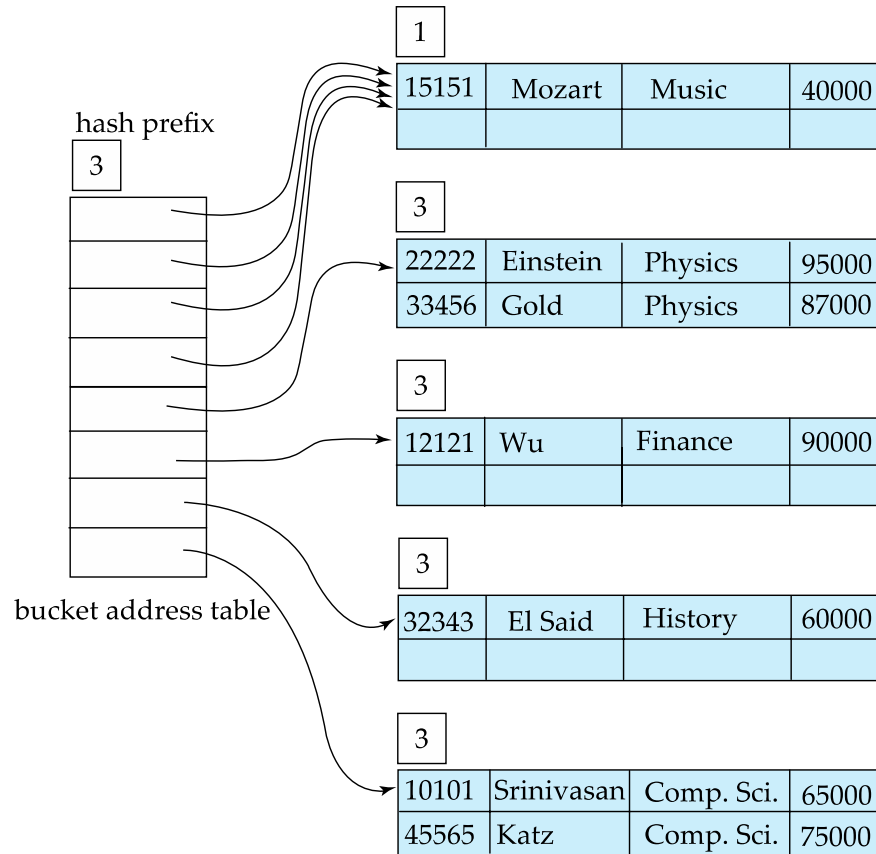 1
15151 Mozart Music 40000
hash prefix
3
3
22222 Einstein Physics 95000
33456 Gold Physics 87000
3
12121 Wu Finance 90000
3
bucket address table
32343 El Said History 60000
3
10101 Srinivasan Comp. Sci. 65000
45565 Katz Comp. Sci. 75000